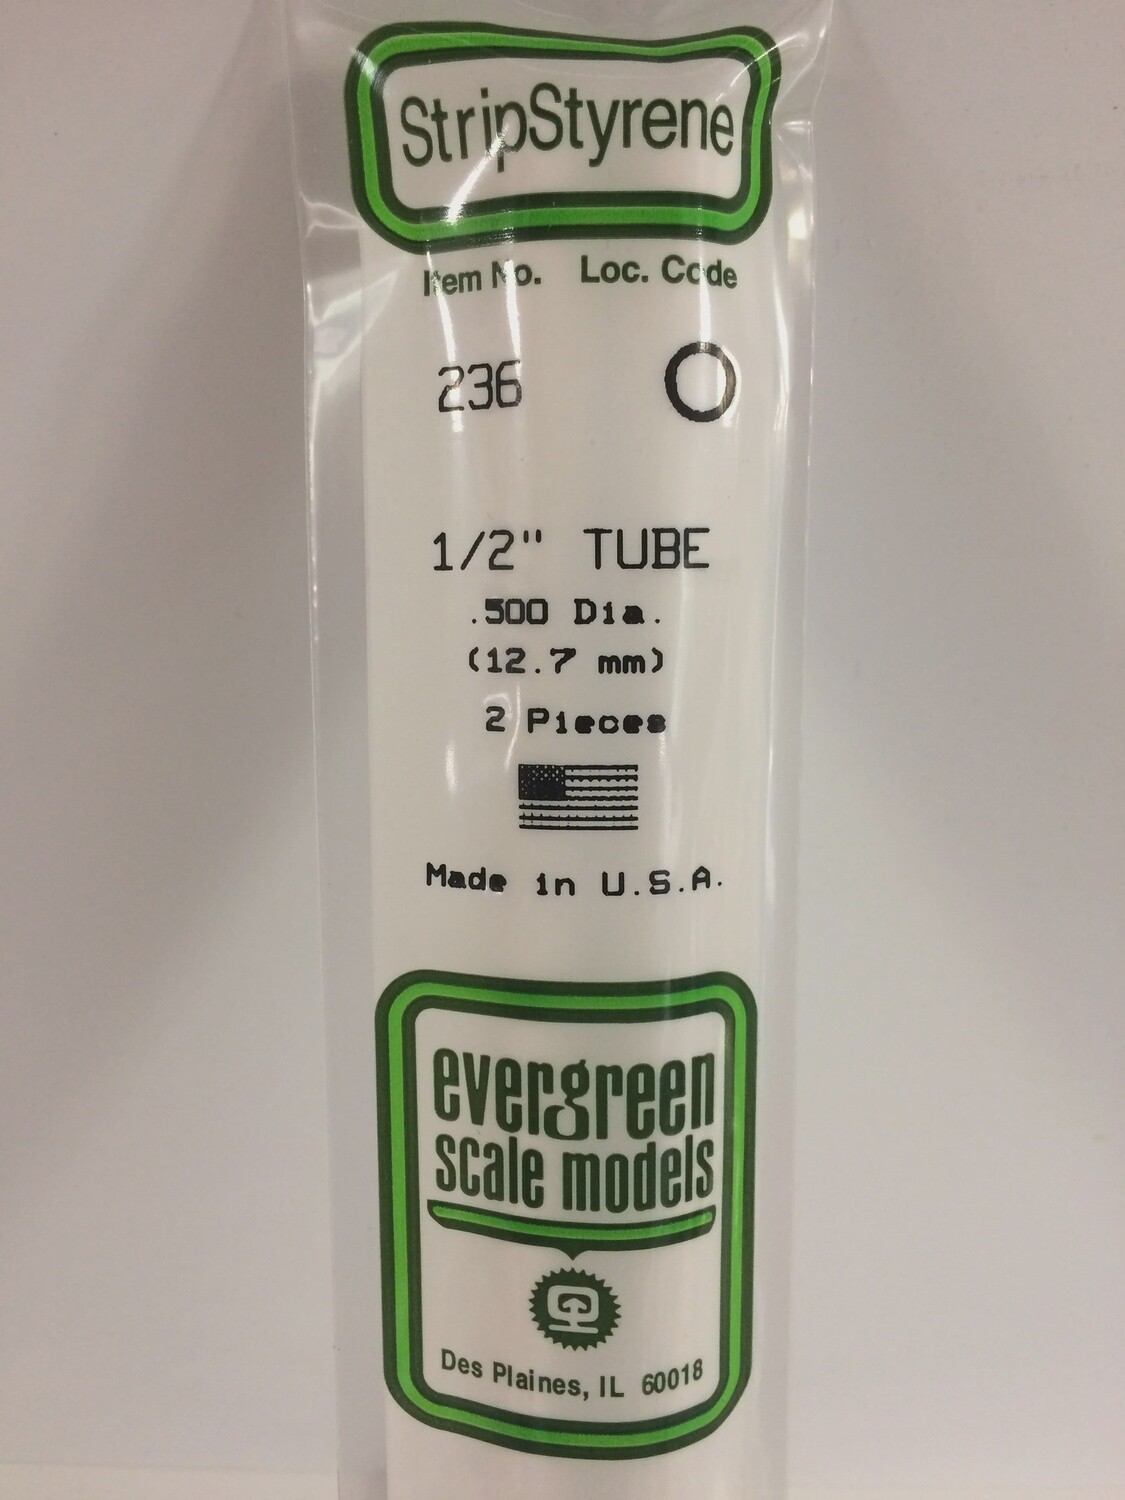 StripStyrene
Item No. Loc. Code
236 O
1/2" TUBE
.500 Dia.
(12.7 mm)
2 Pieces
Made in U.S.A.
evergreen
scale models
Des Plaines, IL 60018